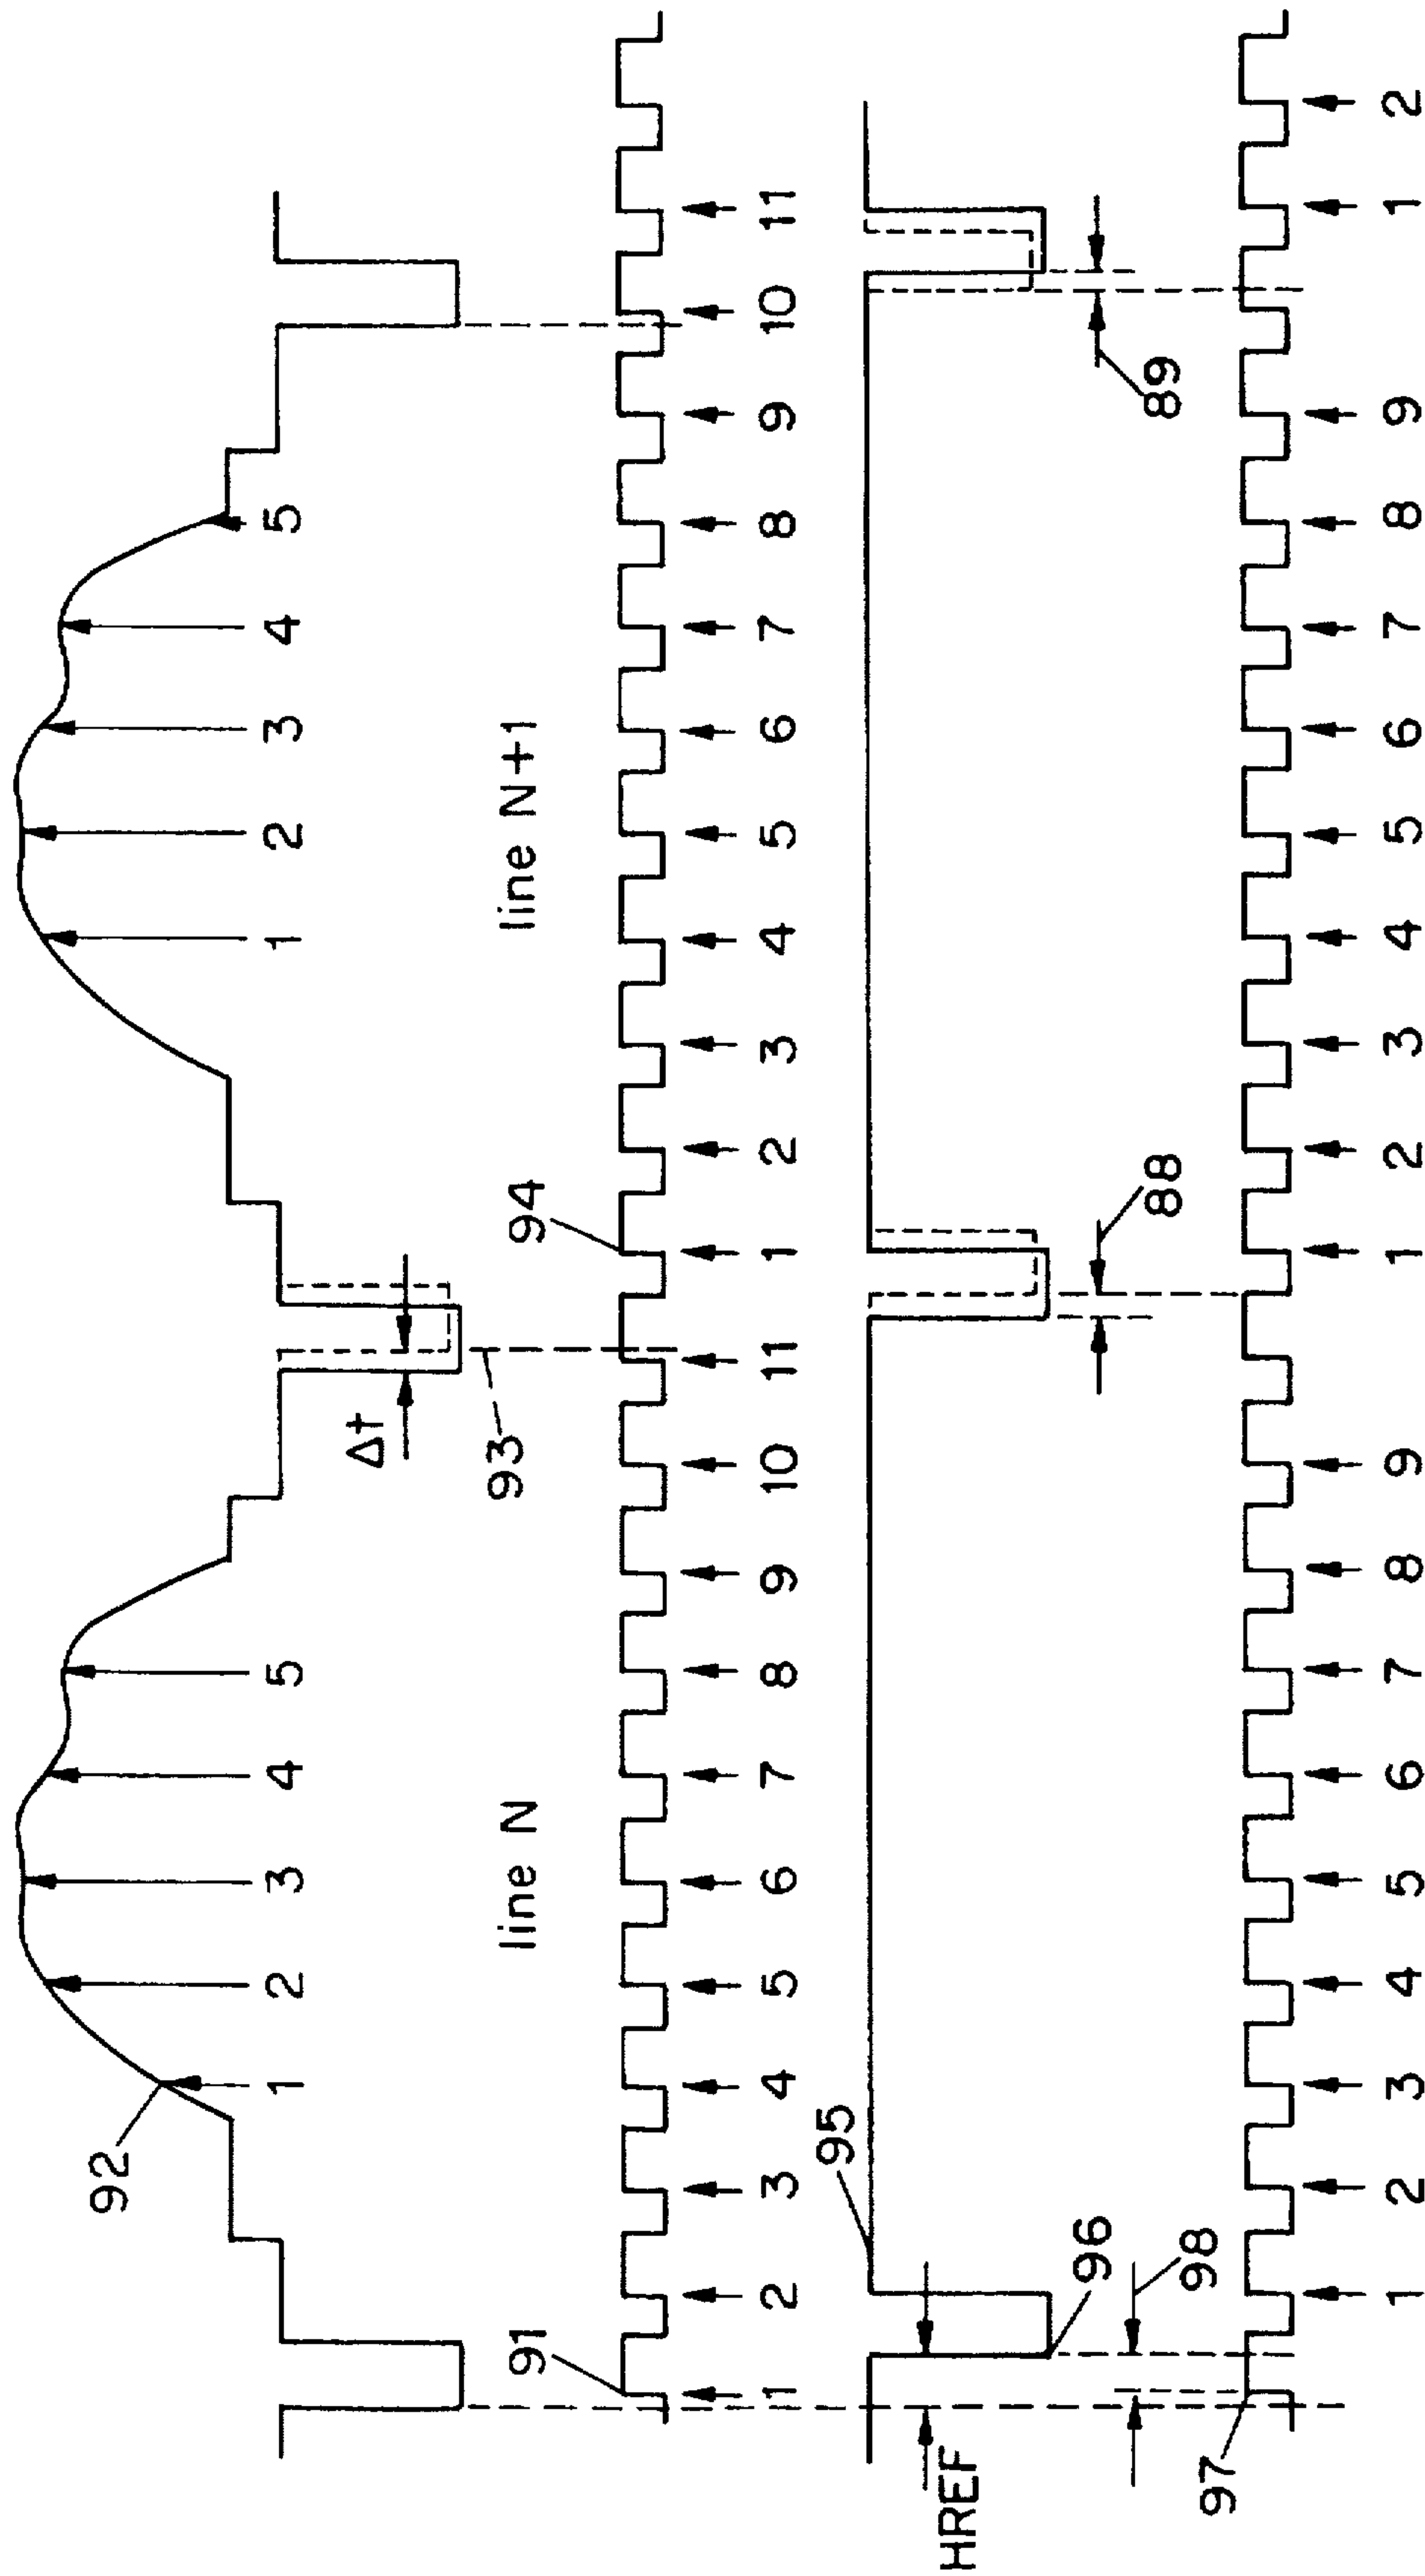 92
1 2 3 4 5
1 2 3 4 5
Δt
93
line N
line N+1
91
94
1 2 3 4 5 6 7 8 9 10 11 1 2 3 4 5 6 7 8 9 10 11
95
HREF
96
98
88
89
97
1 2 3 4 5 6 7 8 9 1 2 3 4 5 6 7 8 9 1 2